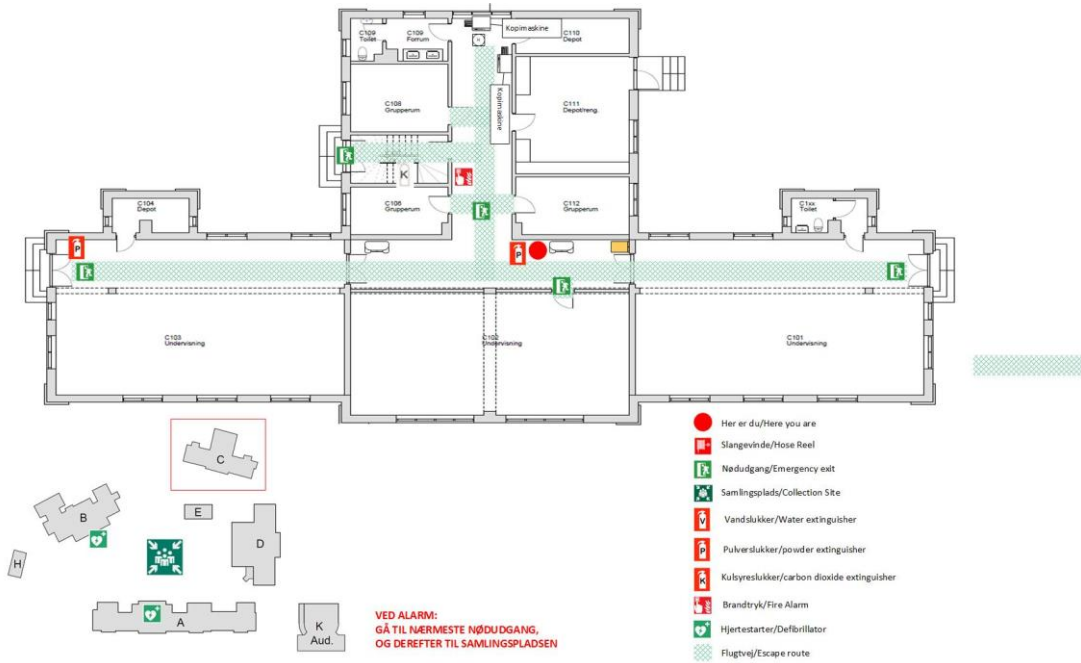 Kopimaskine
C109
Toilet
C109
Forrum
C110
Depot
Kopimaskine
C108
Grupperum
C111
Depot/reng.
K
C106
Grupperum
C112
Grupperum
C104
Depot
C1xx
Toilet
P
P
C103
Undervisning
C102
Undervisning
C101
Undervisning
Her er du/Here you are
Slangevinde/Hose Reel
Nødudgang/Emergency exit
Samlingsplads/Collection Site
V
Vandslukker/Water extinguisher
P
Pulverslukker/powder extinguisher
K
Kulsyreslukker/carbon dioxide extinguisher
Brandtryk/Fire Alarm
Hjertestarter/Defibrillator
Flugtvej/Escape route
C
B
E
D
H
A
K
Aud.
VED ALARM:
GÅ TIL NÆRMESTE NØDUDGANG,
OG DEREFTER TIL SAMLINGSPLADSEN